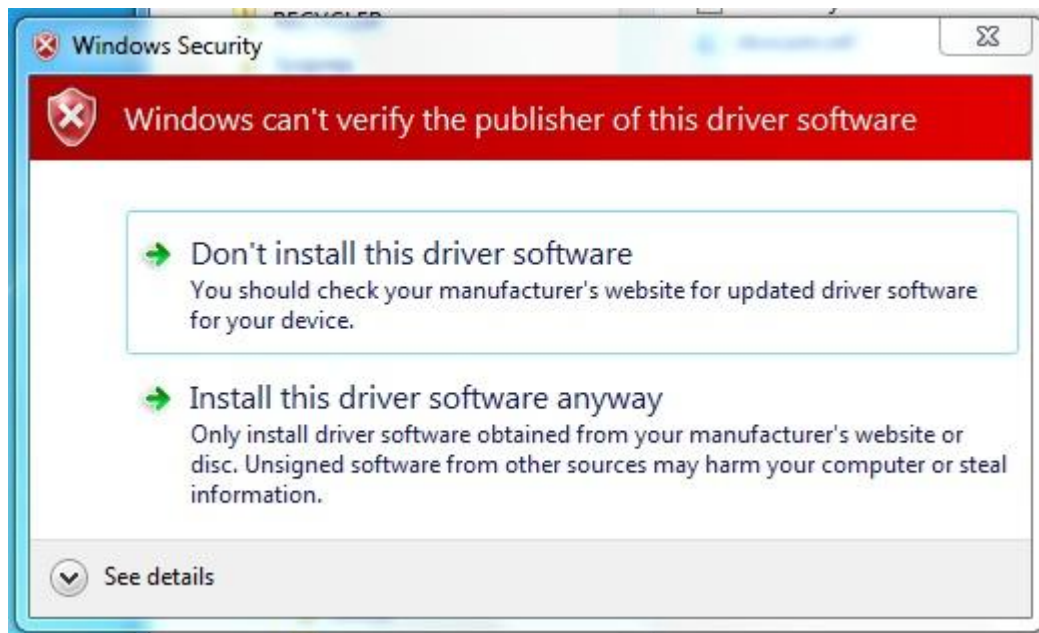 RECYCLER
Windows Security
Windows can't verify the publisher of this driver software
Don't install this driver software
You should check your manufacturer's website for updated driver software
for your device.
Install this driver software anyway
Only install driver software obtained from your manufacturer's website or
disc. Unsigned software from other sources may harm your computer or steal
information.
See details